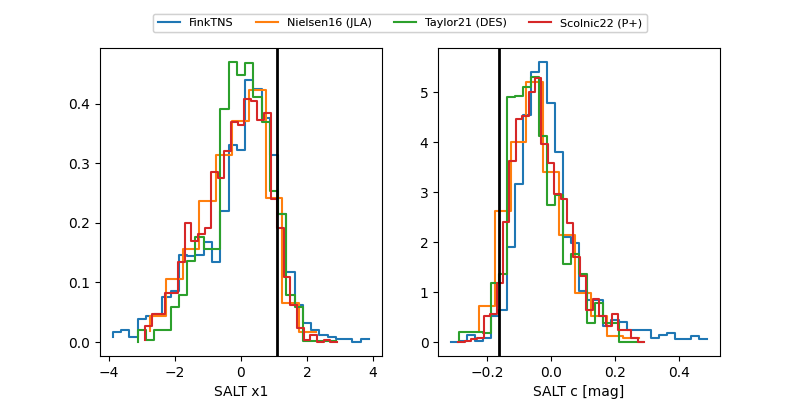 FinkTNS Nielsen16 (JLA) Taylor21 (DES) Scolnic22 (P+)
0.4
0.3
0.2
0.1
0.0
−4 −2 0 2 4
SALT x1
5
4
3
2
1
0
−0.2 0.0 0.2 0.4
SALT c [mag]